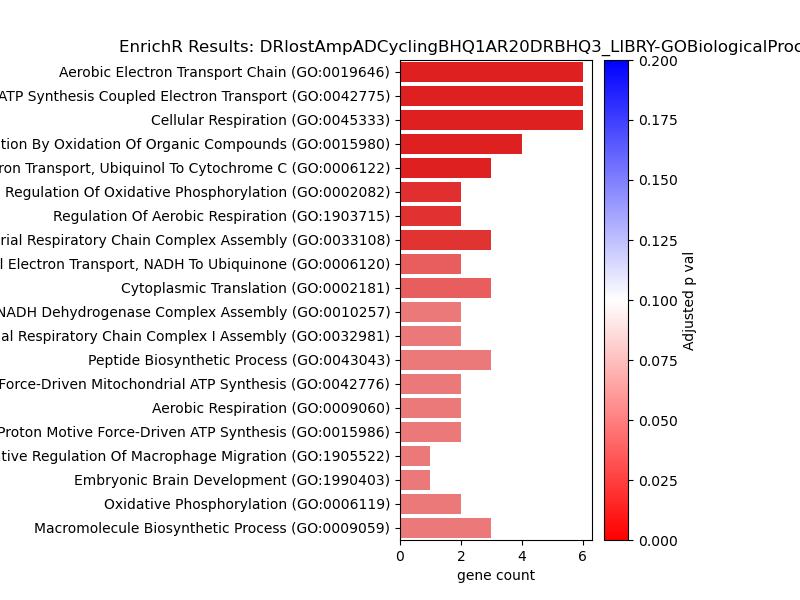 EnrichR Results: DRlostAmpADCyclingBHQ1AR20DRBHQ3_LIBRY-GOBiologicalProc
Aerobic Electron Transport Chain (GO:0019646)
ATP Synthesis Coupled Electron Transport (GO:0042775)
Cellular Respiration (GO:0045333)
tion By Oxidation Of Organic Compounds (GO:0015980)
ron Transport, Ubiquinol To Cytochrome C (GO:0006122)
Regulation Of Oxidative Phosphorylation (GO:0002082)
Regulation Of Aerobic Respiration (GO:1903715)
rial Respiratory Chain Complex Assembly (GO:0033108)
l Electron Transport, NADH To Ubiquinone (GO:0006120)
Cytoplasmic Translation (GO:0002181)
NADH Dehydrogenase Complex Assembly (GO:0010257)
al Respiratory Chain Complex I Assembly (GO:0032981)
Peptide Biosynthetic Process (GO:0043043)
Force-Driven Mitochondrial ATP Synthesis (GO:0042776)
Aerobic Respiration (GO:0009060)
Proton Motive Force-Driven ATP Synthesis (GO:0015986)
tive Regulation Of Macrophage Migration (GO:1905522)
Embryonic Brain Development (GO:1990403)
Oxidative Phosphorylation (GO:0006119)
Macromolecule Biosynthetic Process (GO:0009059)
0 2 4 6
gene count
0.200
0.175
0.150
0.125
0.100
0.075
0.050
0.025
0.000
Adjusted p val